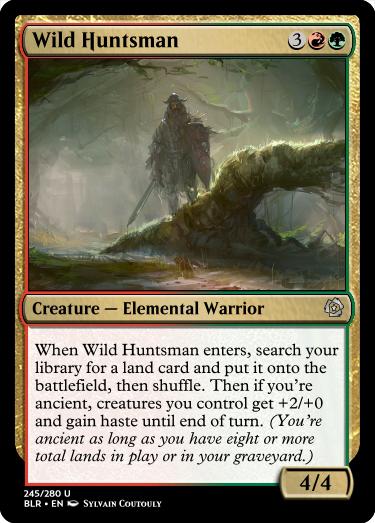 Wild Huntsman 3
Creature — Elemental Warrior
When Wild Huntsman enters, search your
library for a land card and put it onto the
battlefield, then shuffle. Then if you're
ancient, creatures you control get +2/+0
and gain haste until end of turn. (You're
ancient as long as you have eight or more
total lands in play or in your graveyard.)
4/4
245/280 U
BLR • EN Sylvain Coutouly